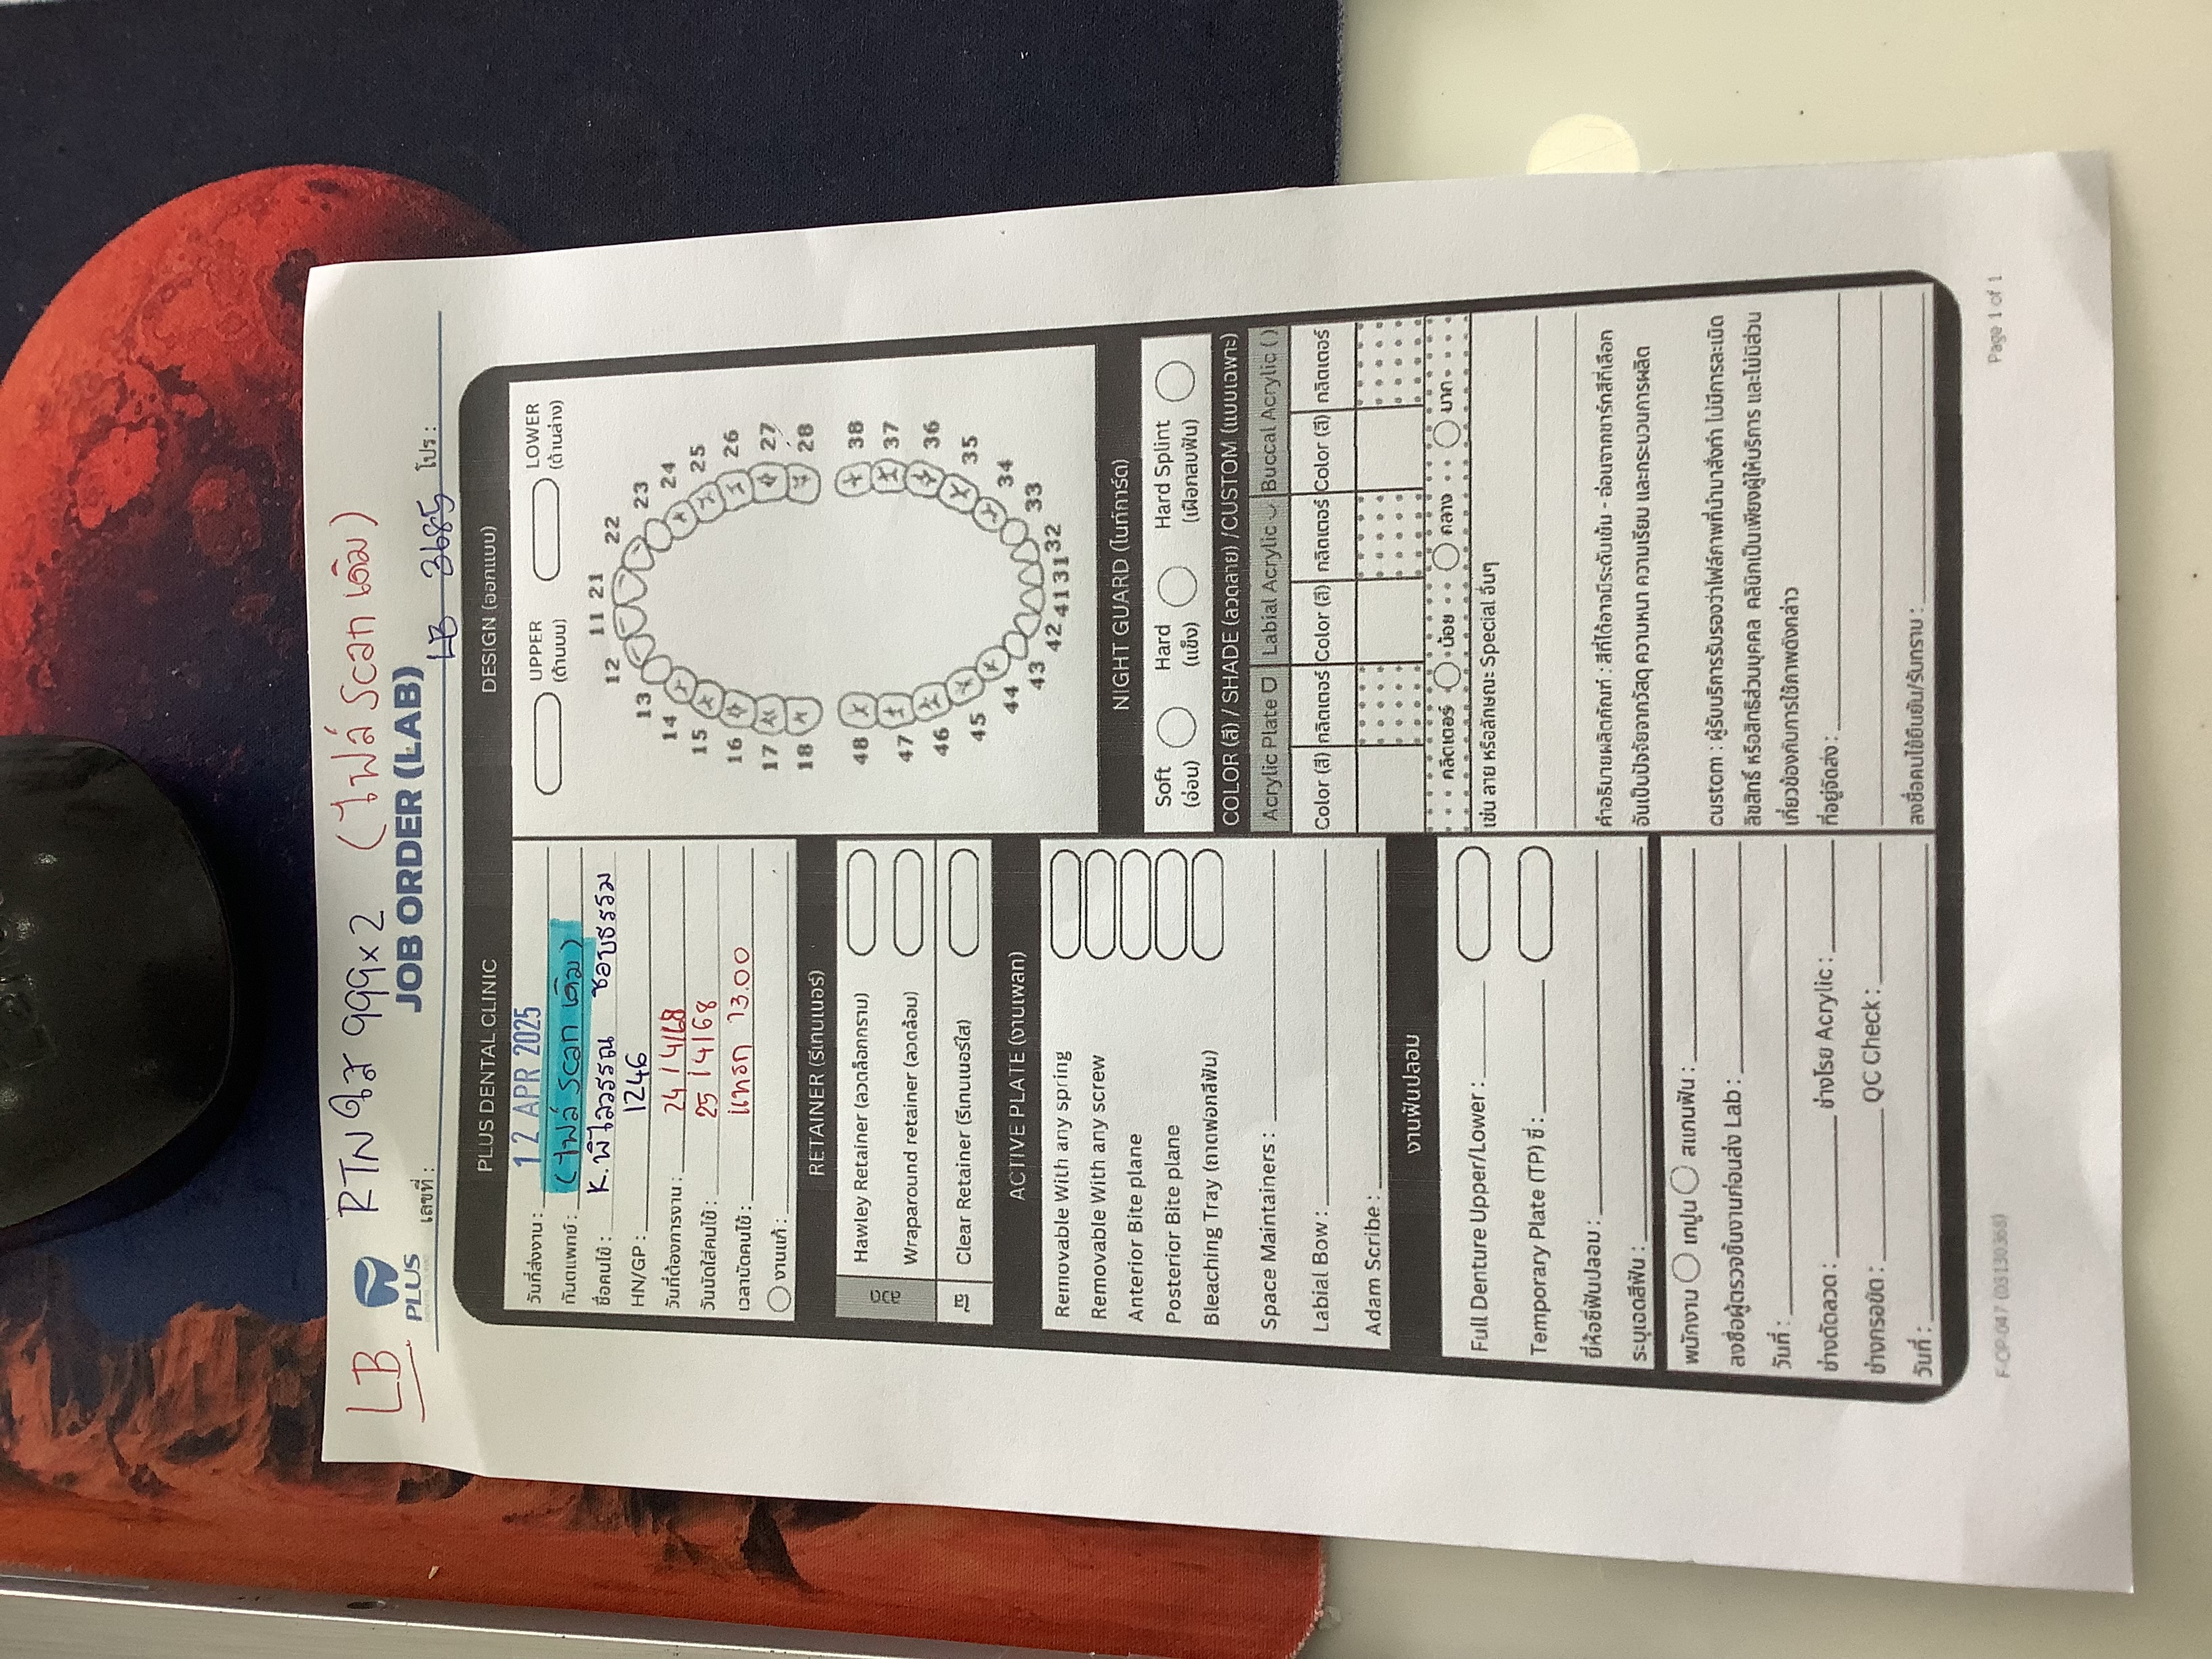 Lenovo
LB
RTN ใส 999x2 (ไฟล์ scan เดิม)
PLUS
DENTAL CLINIC
JOB ORDER (LAB)
เลขที่ :
LB 3685
โปร :
PLUS DENTAL CLINIC
วันที่ส่งงาน : 12 APR 2025
ทันตแพทย์ : (ไฟล์ scan เดิม)
ชื่อคนไข้ : K.พิไลวรรณ ชอบธรรม
HN/GP : 1246
วันที่ต้องการงาน : 24/4/68
วันนัดใส่คนไข้ : 25/4/68
เวลานัดคนไข้ : แทรก 13.00
งานแก้ :
RETAINER (รีเทนเนอร์)
ลวด
Hawley Retainer (ลวดล็อกกราม)
Wraparound retainer (ลวดล้อม)
ใส
Clear Retainer (รีเทนเนอร์ใส)
ACTIVE PLATE (งานเพลท)
Removable With any spring
Removable With any screw
Anterior Bite plane
Posterior Bite plane
Bleaching Tray (ถาดฟอกสีฟัน)
Space Maintainers :
Labial Bow :
Adam Scribe :
งานฟันปลอม
Full Denture Upper/Lower :
Temporary Plate (TP) ซี่ :
ยี่ห้อซี่ฟันปลอม :
ระบุเฉดสีฟัน :
พนักงาน เทปูน สแกนฟัน :
ลงชื่อผู้ตรวจชิ้นงานก่อนส่ง Lab :
วันที่ :
ช่างดัดลวด : ช่างโรย Acrylic :
ช่างกรอขัด : QC Check :
วันที่ :
DESIGN (ออกแบบ)
UPPER
(ด้านบน)
LOWER
(ด้านล่าง)
11 21
12 22
13 23
14 24
15 25
16 26
17 27
18 28
48 38
47 37
46 36
45 35
44 34
43 33
42 41 31 32
NIGHT GUARD (ไนท์การ์ด)
Soft
(อ่อน)
Hard
(แข็ง)
Hard Splint
(เฝือกสบฟัน)
COLOR (สี) / SHADE (ลวดลาย) /CUSTOM (แบบเฉพาะ)
Acrylic Plate Labial Acrylic Buccal Acrylic ( )
Color (สี) กลิตเตอร์ Color (สี) กลิตเตอร์ Color (สี) กลิตเตอร์
กลิตเตอร์ น้อย กลาง มาก
เช่น ลาย หรือลักษณะ Special อื่นๆ
คำอธิบายผลิตภัณฑ์ : สีที่ได้อาจมีระดับเข้ม - อ่อนจากชาร์ทสีที่เลือก
อันเป็นปัจจัยจากวัสดุ ความหนา ความเรียบ และกระบวนการผลิต
custom : ผู้รับบริการรับรองว่าไฟล์ภาพที่นำมาสั่งทำ ไม่มีการละเมิด
ลิขสิทธิ์ หรือสิทธิส่วนบุคคล คลินิกเป็นเพียงผู้ให้บริการ และไม่มีส่วน
เกี่ยวข้องกับการใช้ภาพดังกล่าว
ที่อยู่จัดส่ง :
ลงชื่อคนไข้ยืนยัน/รับทราบ :
F-OP-047 (03130368)
Page 1 of 1